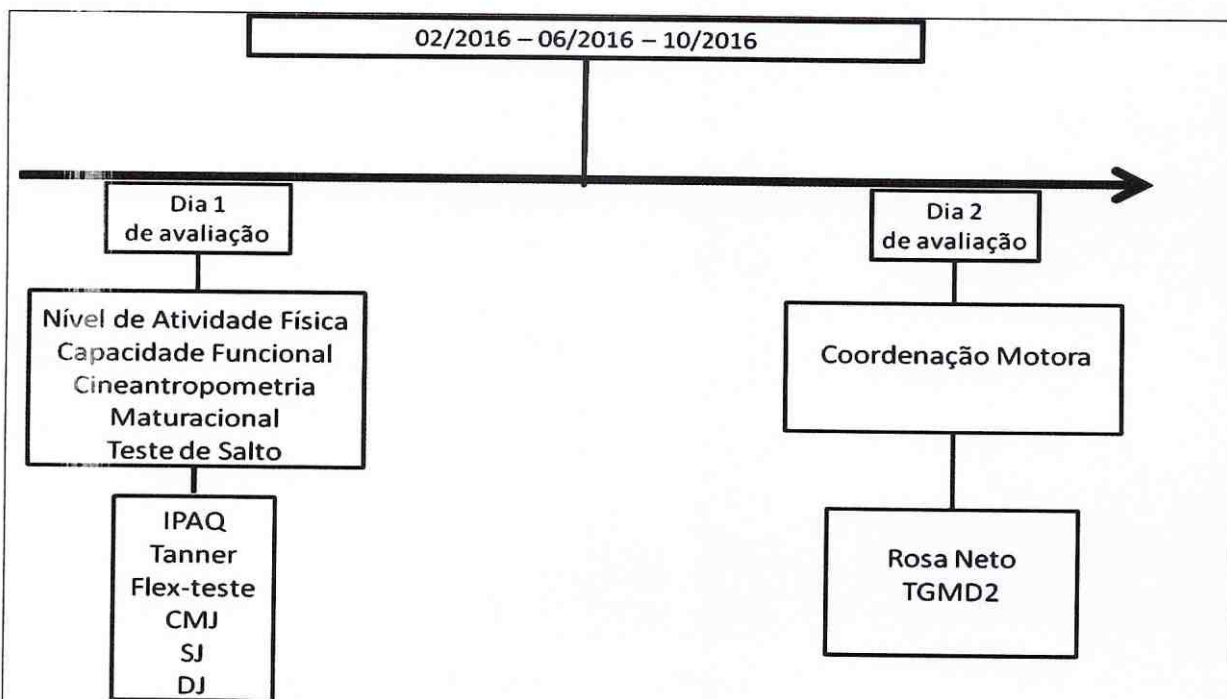 02/2016 – 06/2016 – 10/2016
Dia 1
de avaliação
Nível de Atividade Física
Capacidade Funcional
Cineantropometria
Maturacional
Teste de Salto
IPAQ
Tanner
Flex-teste
CMJ
SJ
DJ
Dia 2
de avaliação
Coordenação Motora
Rosa Neto
TGMD2